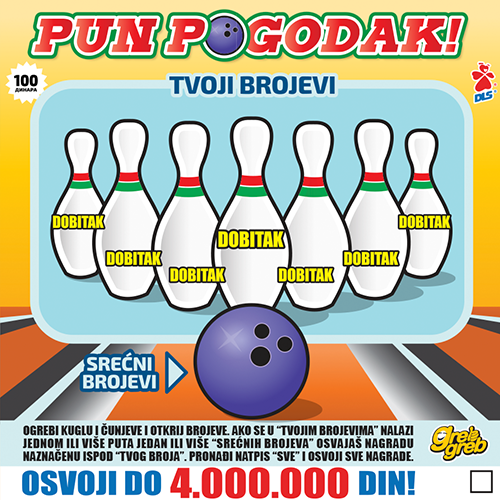 PUN POGODAK!
100
ДИНАРА
TVOJI BROJEVI
DLS
DOBITAK
DOBITAK
DOBITAK
DOBITAK
DOBITAK
DOBITAK
DOBITAK
SREĆNI
BROJEVI
OGREBI KUGLU I ČUNJEVE I OTKRIJ BROJEVE. AKO SE U "TVOJIM BROJEVIMA" NALAZI
JEDNOM ILI VIŠE PUTA JEDAN ILI VIŠE "SREĆNIH BROJEVA" OSVAJAŠ NAGRADU
NAZNAČENU ISPOD "TVOG BROJA". PRONAĐI NATPIS "SVE" I OSVOJI SVE NAGRADE.
greb
greb
OSVOJI DO 4.000.000 DIN!